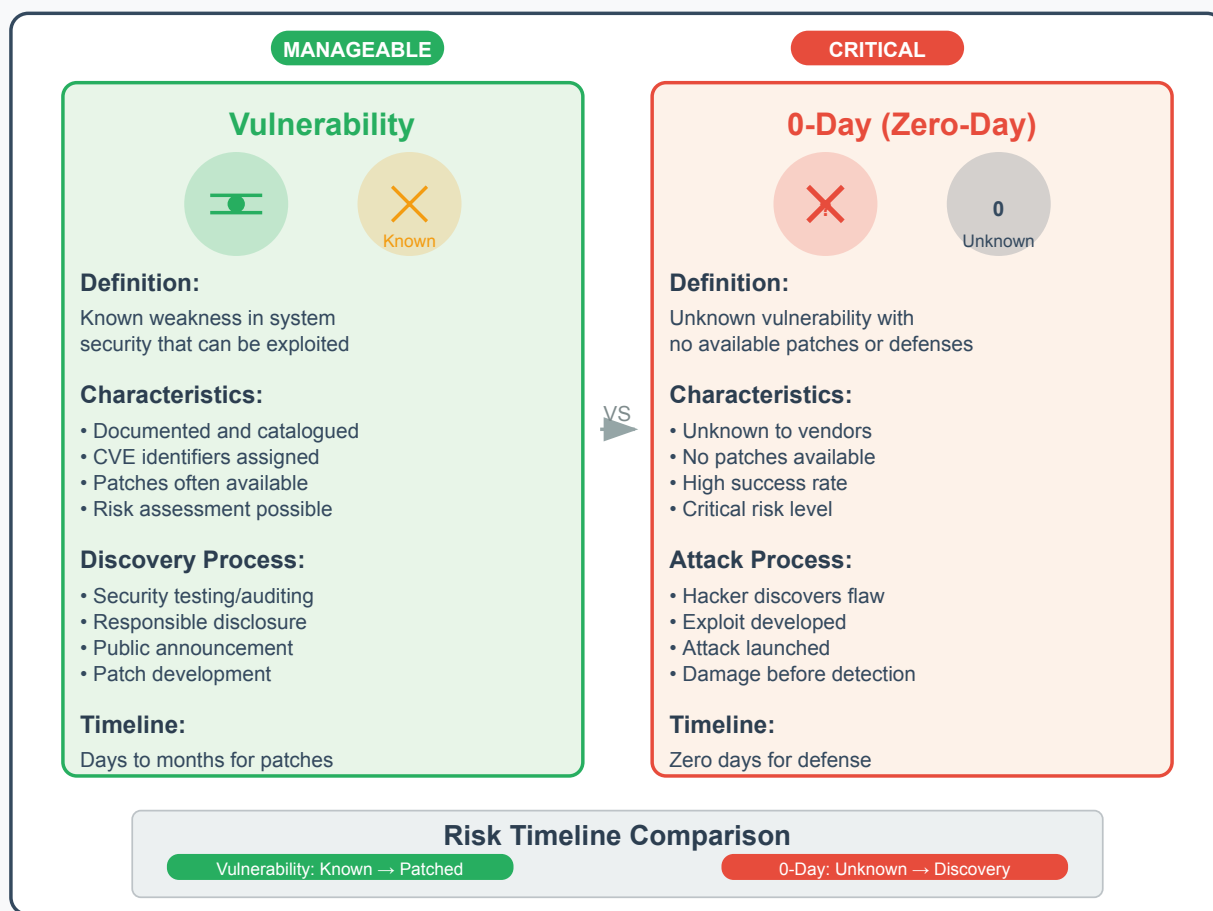 MANAGEABLE
Vulnerability
Known
Definition:
Known weakness in system
security that can be exploited
Characteristics:
• Documented and catalogued
• CVE identifiers assigned
• Patches often available
• Risk assessment possible
Discovery Process:
• Security testing/auditing
• Responsible disclosure
• Public announcement
• Patch development
Timeline:
Days to months for patches
VS
CRITICAL
0-Day (Zero-Day)
0
Unknown
Definition:
Unknown vulnerability with
no available patches or defenses
Characteristics:
• Unknown to vendors
• No patches available
• High success rate
• Critical risk level
Attack Process:
• Hacker discovers flaw
• Exploit developed
• Attack launched
• Damage before detection
Timeline:
Zero days for defense
Risk Timeline Comparison
Vulnerability: Known → Patched
0-Day: Unknown → Discovery